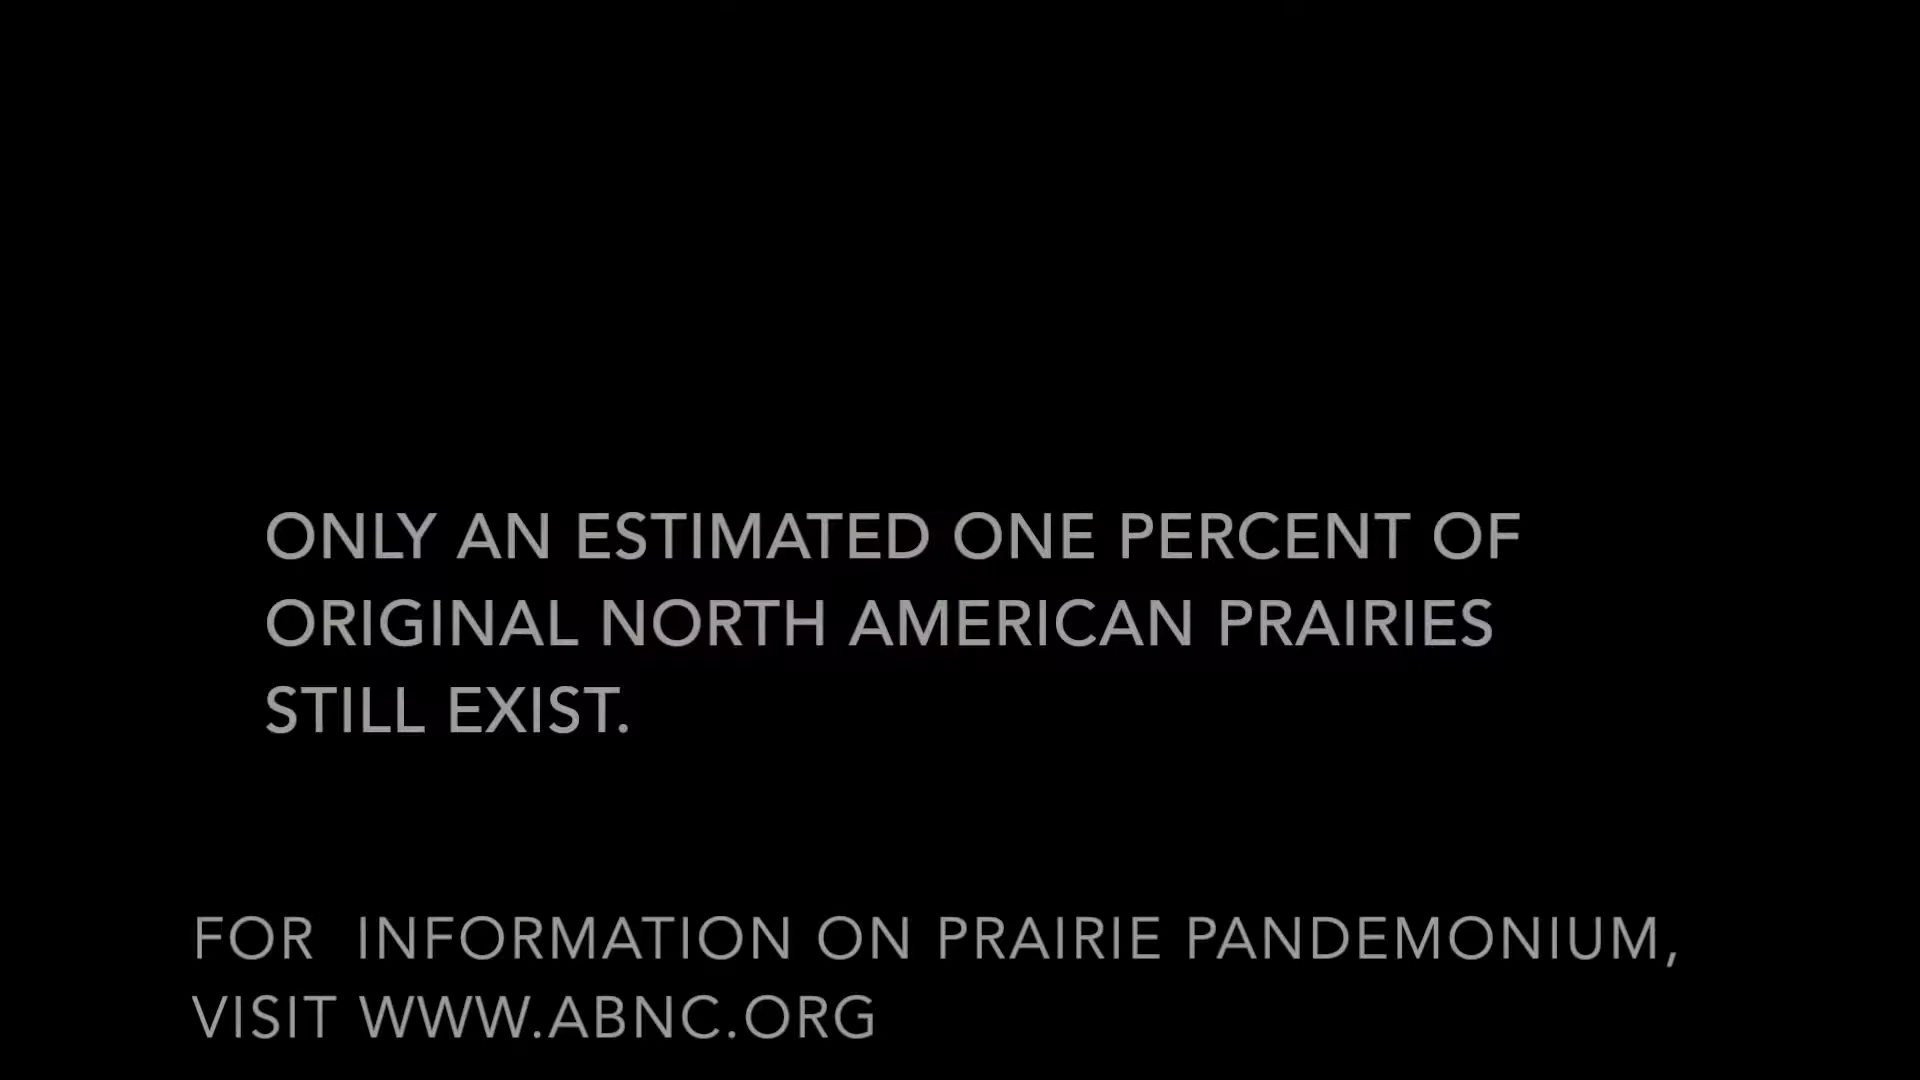 ONLY AN ESTIMATED ONE PERCENT OF
ORIGINAL NORTH AMERICAN PRAIRIES
STILL EXIST.
FOR  INFORMATION ON PRAIRIE PANDEMONIUM,
VISIT WWW.ABNC.ORG